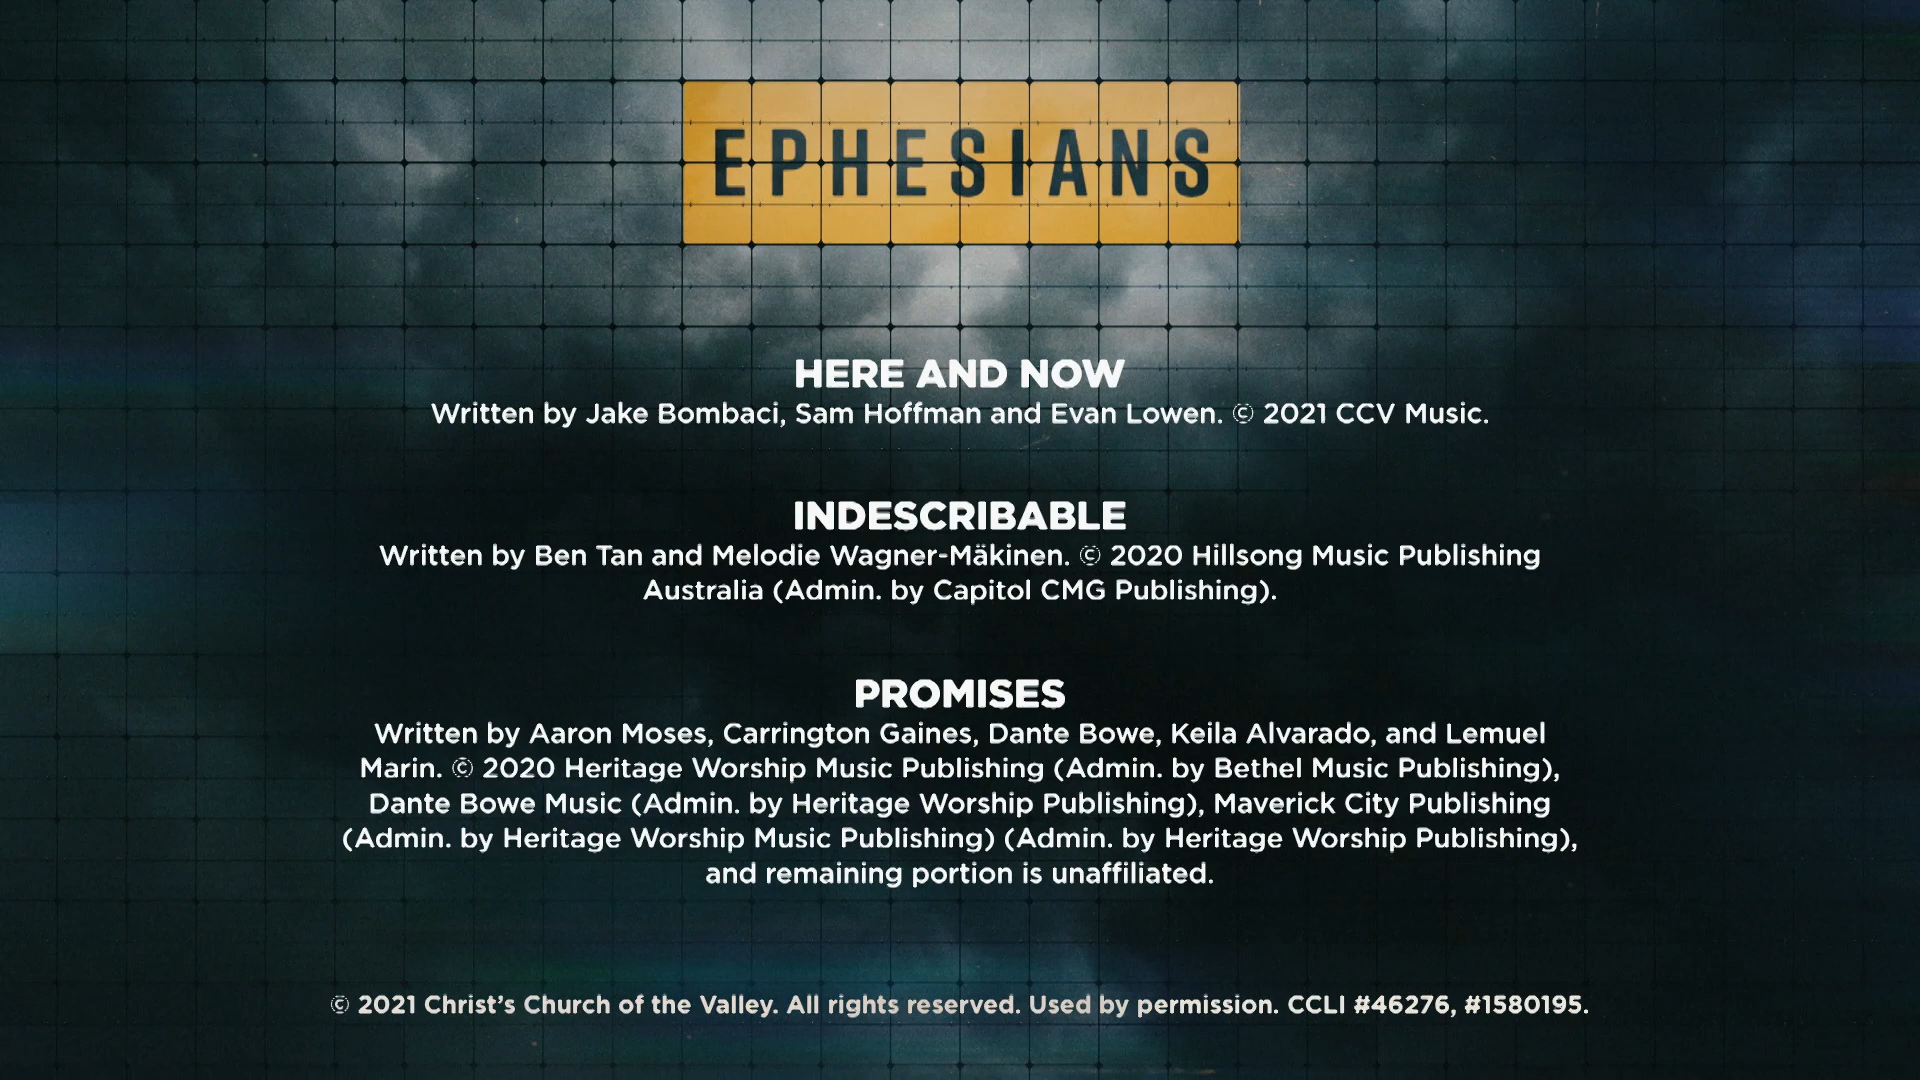 EPHESIANS
HERE AND NOW
Written by Jake Bombaci, Sam Hoffman and Evan Lowen. © 2021 CCV Music.
INDESCRIBABLE
Written by Ben Tan and Melodie Wagner-Mäkinen. © 2020 Hillsong Music Publishing
Australia (Admin. by Capitol CMG Publishing).
PROMISES
Written by Aaron Moses, Carrington Gaines, Dante Bowe, Keila Alvarado, and Lemuel
Marin. © 2020 Heritage Worship Music Publishing (Admin. by Bethel Music Publishing),
Dante Bowe Music (Admin. by Heritage Worship Publishing), Maverick City Publishing
(Admin. by Heritage Worship Music Publishing) (Admin. by Heritage Worship Publishing),
and remaining portion is unaffiliated.
© 2021 Christ’s Church of the Valley. All rights reserved. Used by permission. CCLI #46276, #1580195.